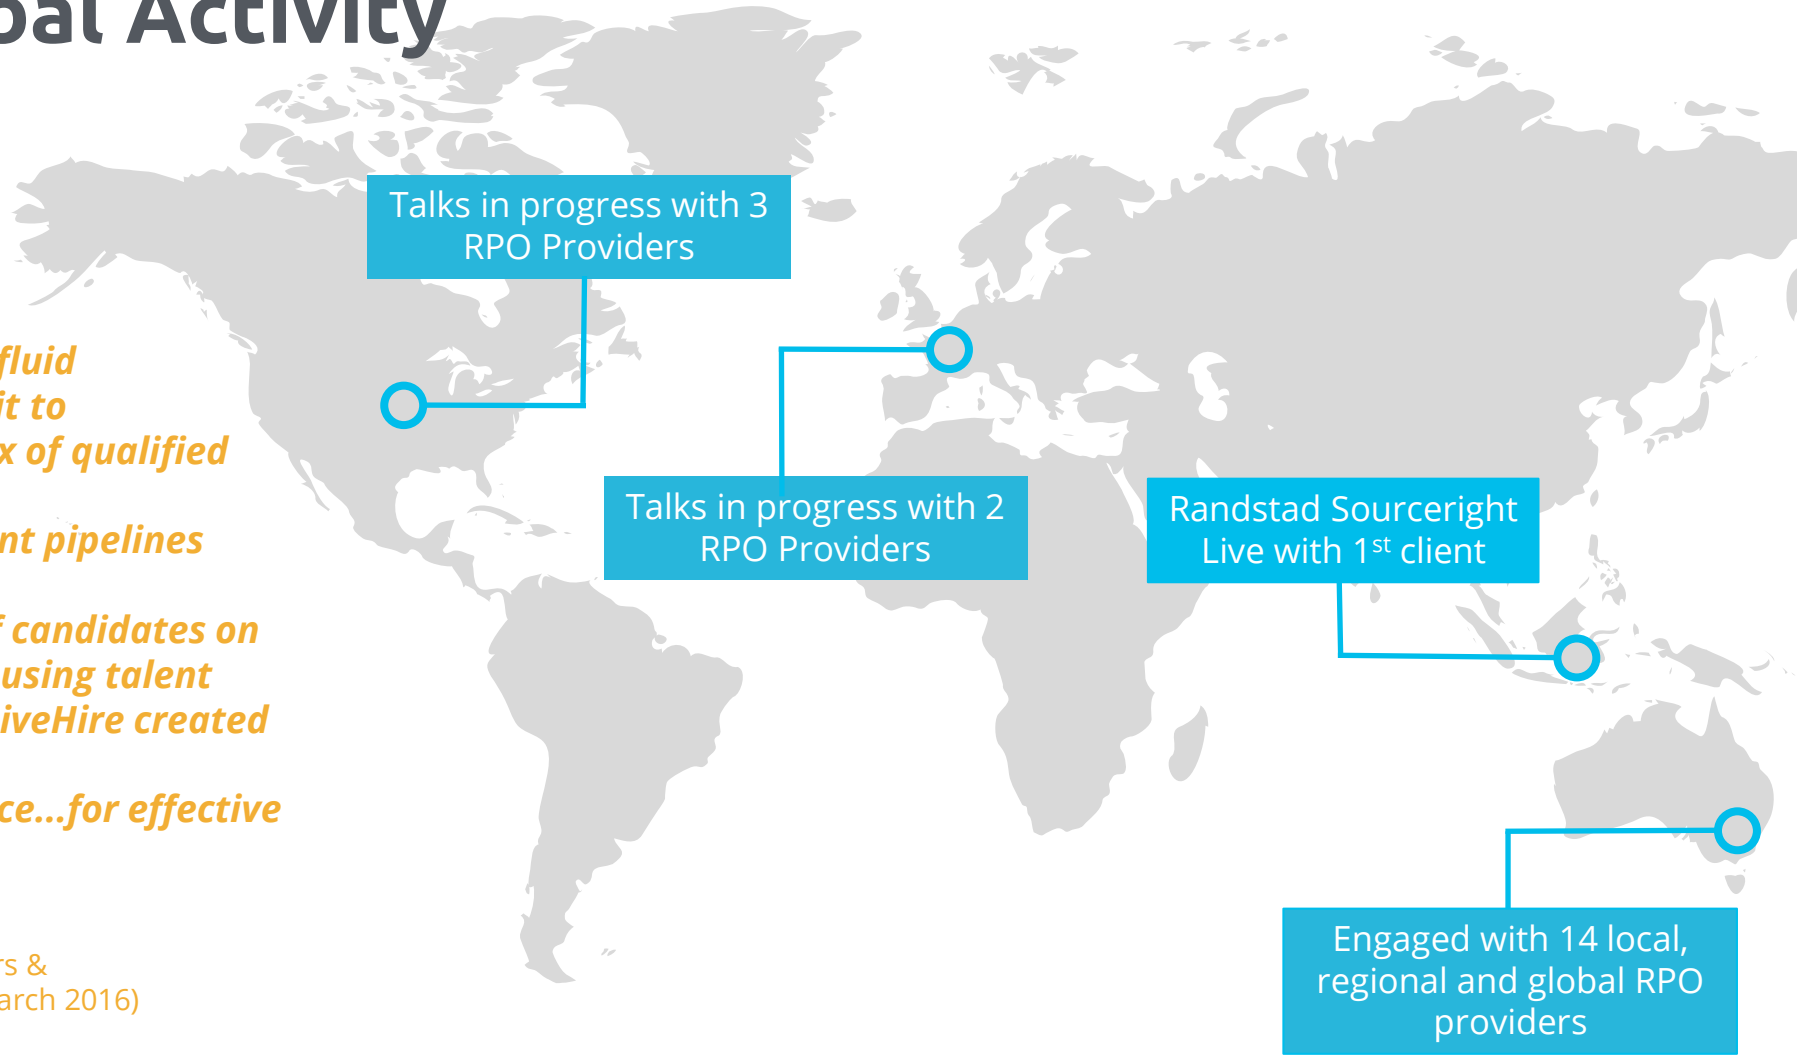 bal Activity
Talks in progress with 3
RPO Providers
fluid
it to
x of qualified
nt pipelines
f candidates on
using talent
iveHire created
ce...for effective
rs &
arch 2016)
Talks in progress with 2
RPO Providers
Randstad Sourceright
Live with 1st client
Engaged with 14 local,
regional and global RPO
providers